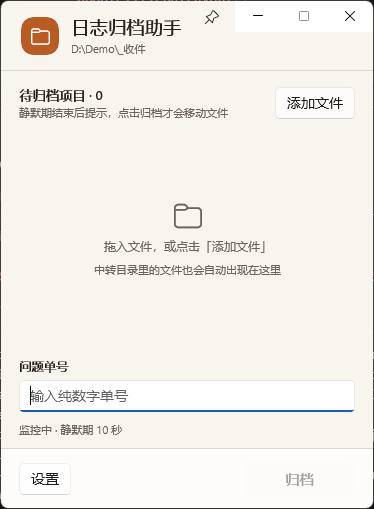 日志归档助手
D:\Demo\_收件
待归档项目 · 0
静默期结束后提示，点击归档才会移动文件
添加文件
拖入文件，或点击「添加文件」
中转目录里的文件也会自动出现在这里
问题单号
输入纯数字单号
监控中 · 静默期 10 秒
设置
归档